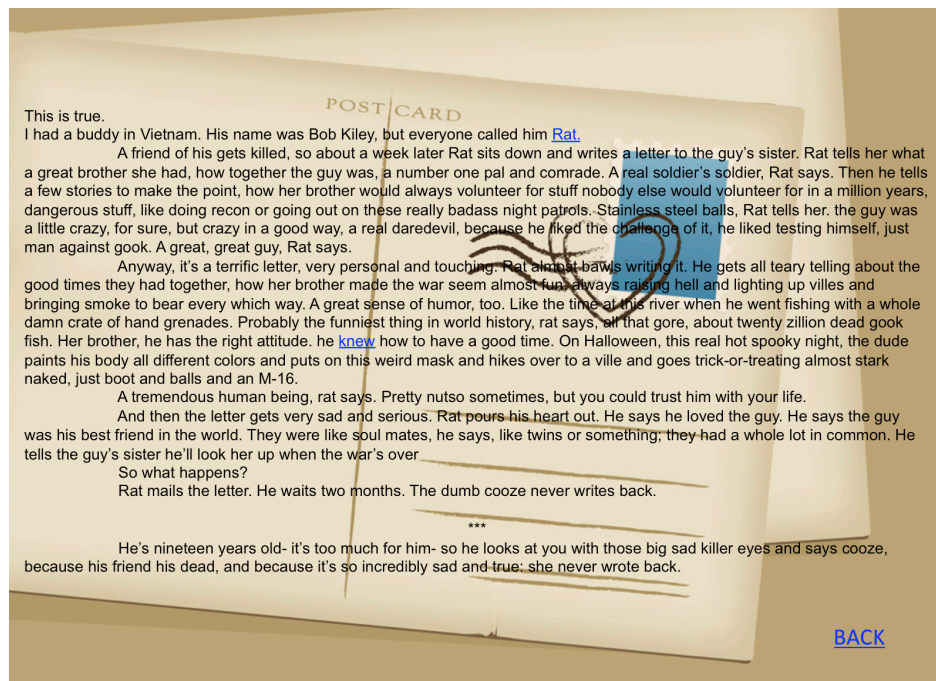 POST CARD
This is true.
I had a buddy in Vietnam. His name was Bob Kiley, but everyone called him Rat.
A friend of his gets killed, so about a week later Rat sits down and writes a letter to the guy's sister. Rat tells her what
a great brother she had, how together the guy was, a number one pal and comrade. A real soldier's soldier, Rat says. Then he tells
a few stories to make the point, how her brother would always volunteer for stuff nobody else would volunteer for in a million years,
dangerous stuff, like doing recon or going out on these really badass night patrols. Stainless steel balls, Rat tells her. the guy was
a little crazy, for sure, but crazy in a good way, a real daredevil, because he liked the challenge of it, he liked testing himself, just
man against gook. A great, great guy, Rat says.
Anyway, it's a terrific letter, very personal and touching. Rat almost bawls writing it. He gets all teary telling about the
good times they had together, how her brother made the war seem almost fun, always raising hell and lighting up villes and
bringing smoke to bear every which way. A great sense of humor, too. Like the time at this river when he went fishing with a whole
damn crate of hand grenades. Probably the funniest thing in world history, rat says, all that gore, about twenty zillion dead gook
fish. Her brother, he has the right attitude. he knew how to have a good time. On Halloween, this real hot spooky night, the dude
paints his body all different colors and puts on this weird mask and hikes over to a ville and goes trick-or-treating almost stark
naked, just boot and balls and an M-16.
A tremendous human being, rat says. Pretty nutso sometimes, but you could trust him with your life.
And then the letter gets very sad and serious. Rat pours his heart out. He says he loved the guy. He says the guy
was his best friend in the world. They were like soul mates, he says, like twins or something; they had a whole lot in common. He
tells the guy's sister he'll look her up when the war's over
So what happens?
Rat mails the letter. He waits two months. The dumb cooze never writes back.
***
He's nineteen years old- it's too much for him- so he looks at you with those big sad killer eyes and says cooze,
because his friend his dead, and because it's so incredibly sad and true: she never wrote back.
BACK